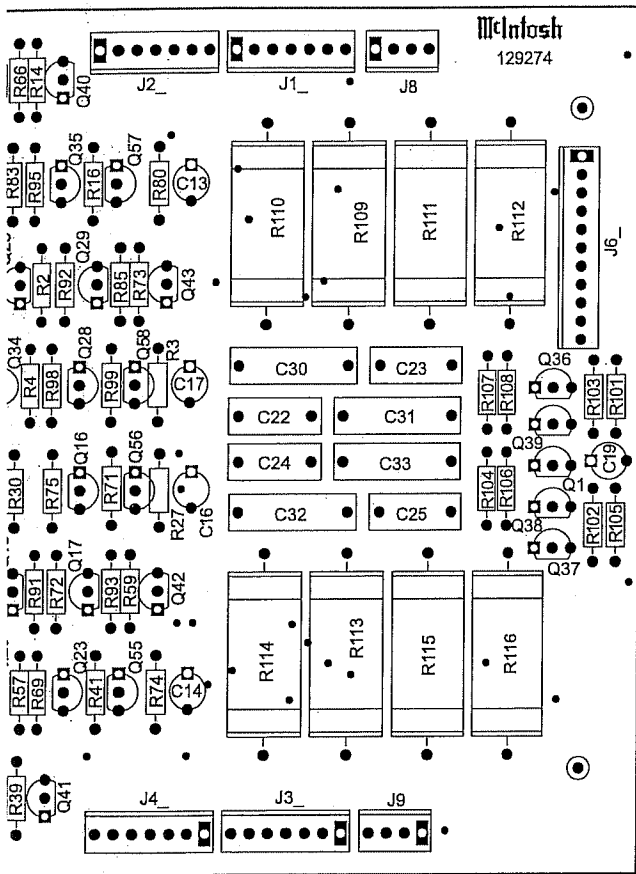 McIntosh
129274
J2_
J1_
J8
R66
R14
Q40
R83
R95
Q35
R16
Q57
R80
C13
R110
R109
R111
R112
J6_
R2
R92
Q29
R85
R73
Q43
Q34
R4
R98
Q28
R99
Q58
R3
C17
C30
C23
C22
C31
C24
C33
C32
C25
R107
R108
Q36
R103
R101
Q39
C19
Q1
R104
R106
Q38
R102
R105
Q37
R30
R75
Q16
R71
Q56
R27
C16
R91
R72
Q17
R93
R59
Q42
R57
R69
Q23
R41
Q55
R74
C14
R114
R113
R115
R116
R39
Q41
J4_
J3_
J9